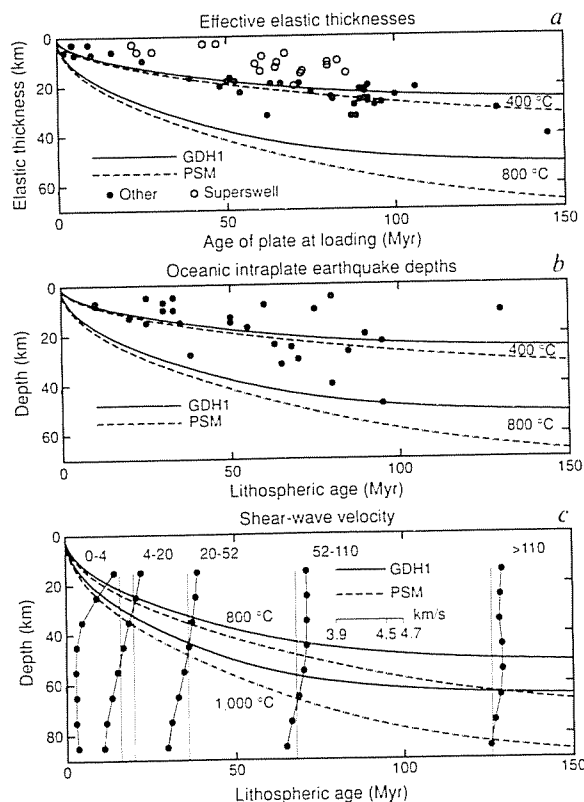 Effective elastic thicknesses
a
0
20
40
60
Elastic thickness (km)
400 °C
800 °C
GDH1
PSM
Other
Superswell
0
50
100
150
Age of plate at loading (Myr)
Oceanic intraplate earthquake depths
b
0
20
40
60
Depth (km)
400 °C
800 °C
GDH1
PSM
0
50
100
150
Lithospheric age (Myr)
Shear-wave velocity
c
0
20
40
60
80
Depth (km)
0-4
4-20
20-52
52-110
>110
GDH1
PSM
km/s
3.9
4.5
4.7
800 °C
1,000 °C
0
50
100
150
Lithospheric age (Myr)